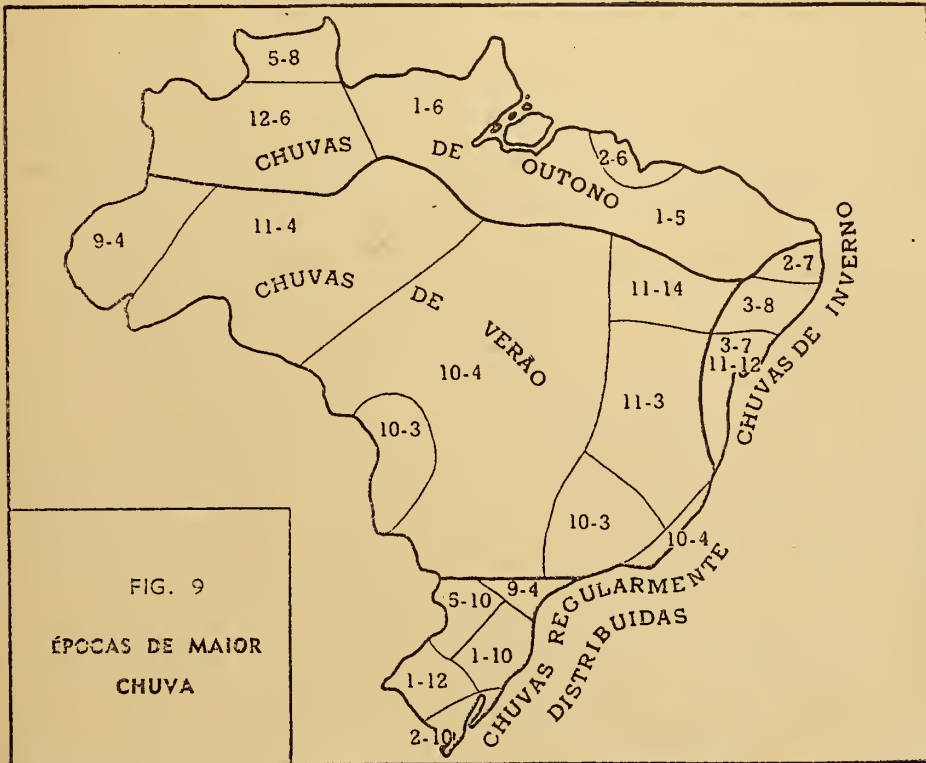 5-8
12-6
1-6
CHUVAS DE OUTONO
2-6
1-5
9-4
11-4
2-7
11-14
3-8
CHUVAS DE VERÃO
3-7
11-12
10-4
11-3
10-3
CHUVAS DE INVERNO
10-3
10-4
5-10
9-4
1-10
1-12
2-10
CHUVAS REGULARMENTE
DISTRIBUIDAS
FIG. 9
ÉPOCAS DE MAIOR
CHUVA